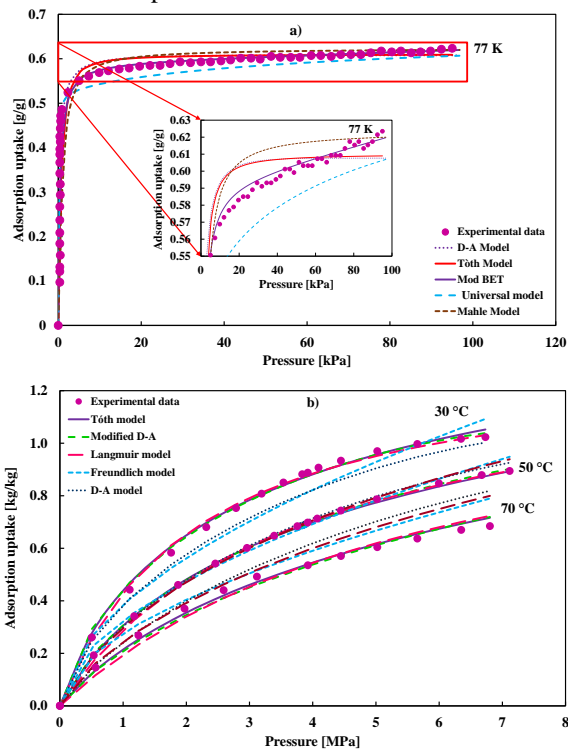 a)
0.7
0.6
0.5
0.4
0.3
0.2
0.1
0
Adsorption uptake [g/g]
77 K
0.63
0.62
0.61
0.60
0.59
0.58
0.57
0.56
0.55
Adsorption uptake [g/g]
77 K
0 20 40 60 80 100
Pressure [kPa]
Experimental data
D-A Model
Tòth Model
Mod BET
Universal model
Mahle Model
0 20 40 60 80 100 120
Pressure [kPa]
b)
1.2
1.0
0.8
0.6
0.4
0.2
0.0
Adsorption uptake [kg/kg]
Experimental data
Tóth model
Modified D-A
Langnuir model
Freundlich model
D-A model
30 °C
50 °C
70 °C
0 1 2 3 4 5 6 7 8
Pressure [MPa]